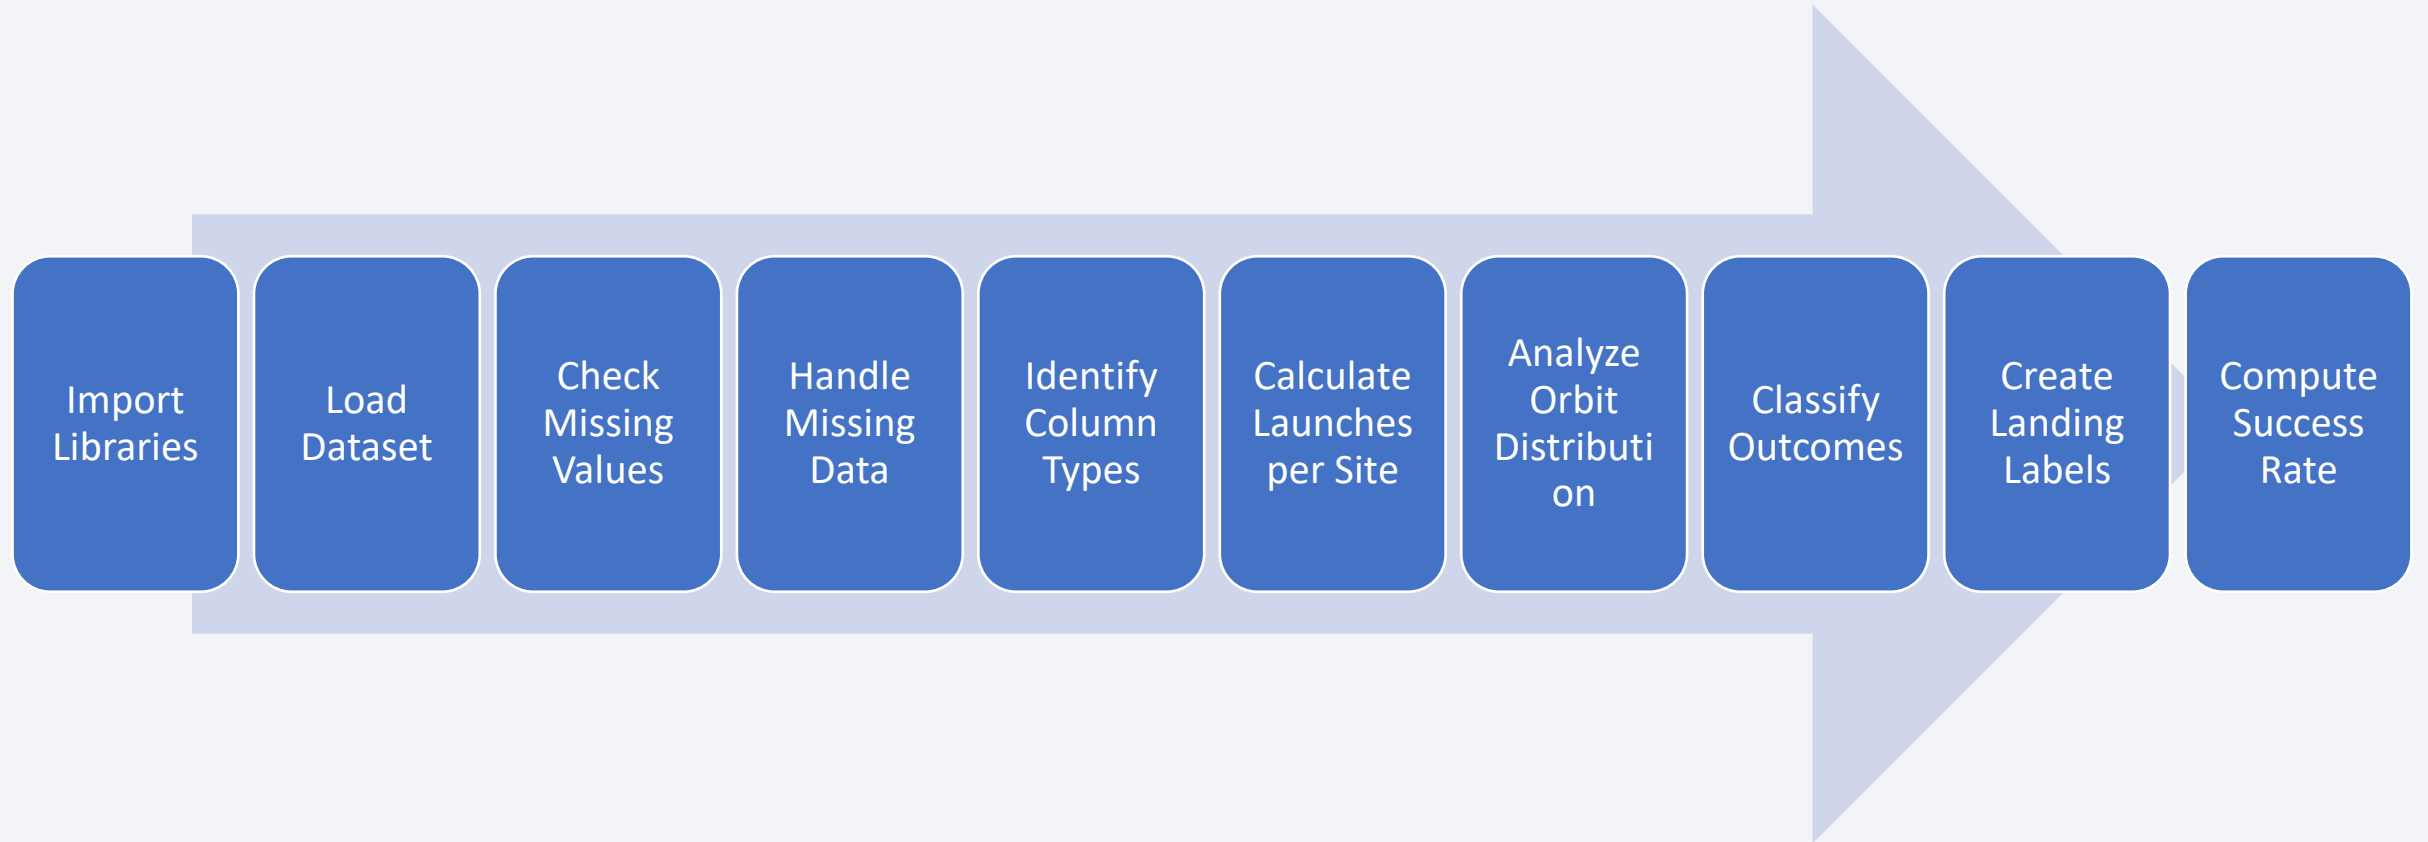 Import
Libraries
Load
Dataset
Check
Missing
Values
Handle
Missing
Data
Identify
Column
Types
Calculate
Launches
per Site
Analyze
Orbit
Distributi
on
Classify
Outcomes
Create
Landing
Labels
Compute
Success
Rate